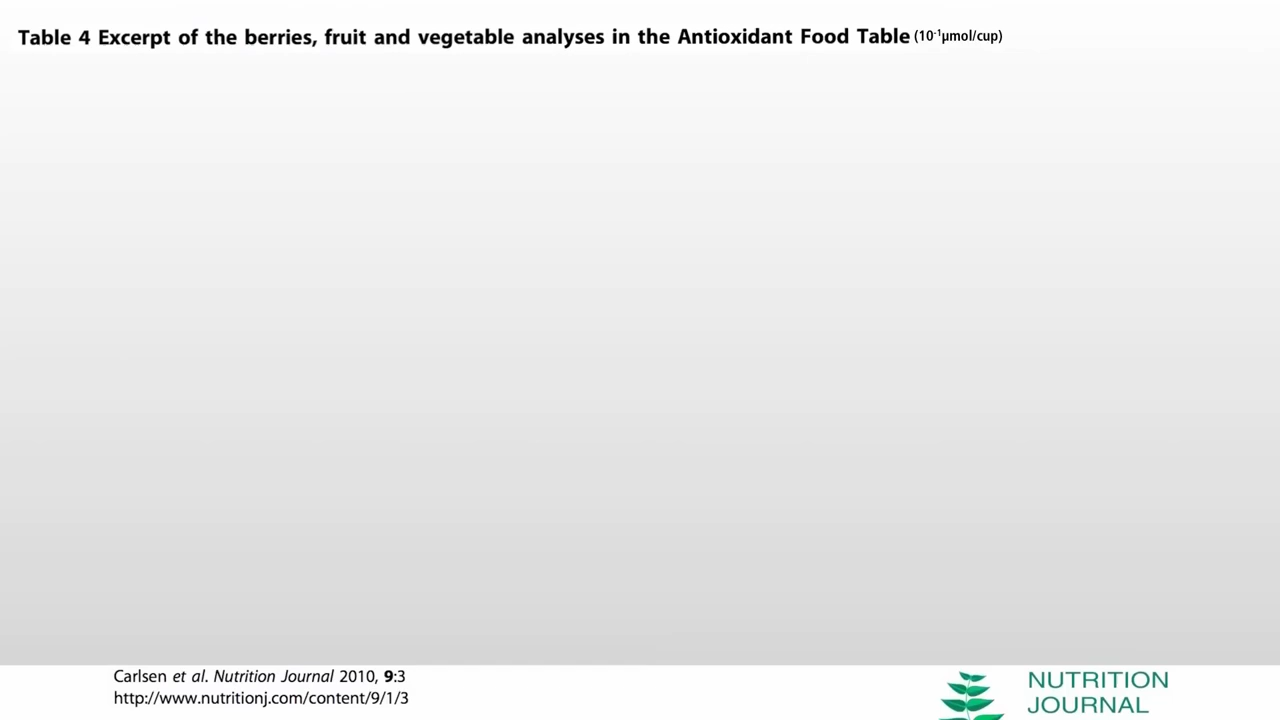 Table 4 Excerpt of the berries, fruit and vegetable analyses in the Antioxidant Food Table (10⁻¹µmol/cup)
Carlsen et al. Nutrition Journal 2010, 9:3
http://www.nutritionj.com/content/9/1/3
NUTRITION
JOURNAL